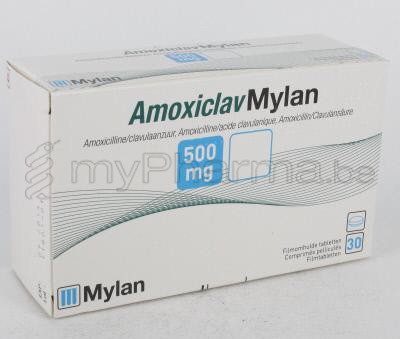 AmoxiclavMylan
Amoxicilline/clavulaanzuur, Amoxicilline/acide clavulanique, Amoxicillin/Clavulansäure
500
mg
myPharma.be
Filmomhulde tabletten
Comprimés pelliculés
Filmtabletten
30
Mylan